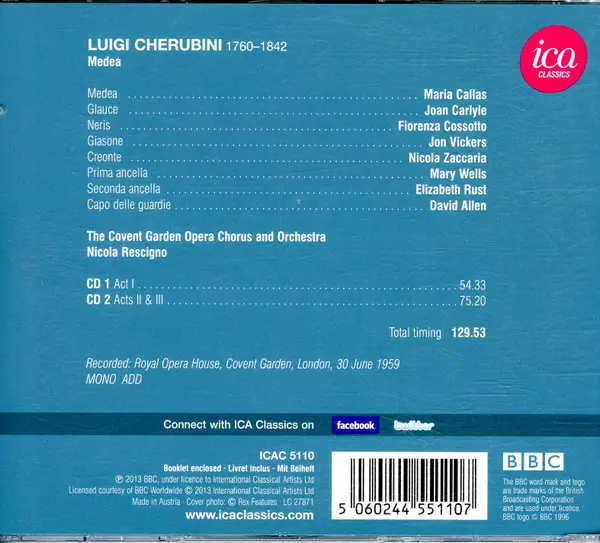 LUIGI CHERUBINI 1760–1842
Medea
ica
CLASSICS
Medea ........ Maria Callas
Glauce ........ Joan Carlyle
Neris ........ Fiorenza Cossotto
Giasone ........ Jon Vickers
Creonte ........ Nicola Zaccaria
Prima ancella ........ Mary Wells
Seconda ancella ........ Elizabeth Rust
Capo delle guardie ........ David Allen
The Covent Garden Opera Chorus and Orchestra
Nicola Rescigno
CD 1 Act I ........ 54.33
CD 2 Acts II & III ........ 75.20
Total timing 129.53
Recorded: Royal Opera House, Covent Garden, London, 30 June 1959
MONO ADD
Connect with ICA Classics on facebook twitter
ICAC 5110
Booklet enclosed · Livret inclus · Mit Beiheft
℗ 2013 BBC, under licence to International Classical Artists Ltd
Licensed courtesy of BBC Worldwide © 2013 International Classical Artists Ltd
Made in Austria · Cover photo: © Rex Features · LC 27871
www.icaclassics.com
5 060244 551107
BBC
The BBC word mark and logo
are trade marks of the British
Broadcasting Corporation
and are used under licence.
BBC logo © BBC 1996